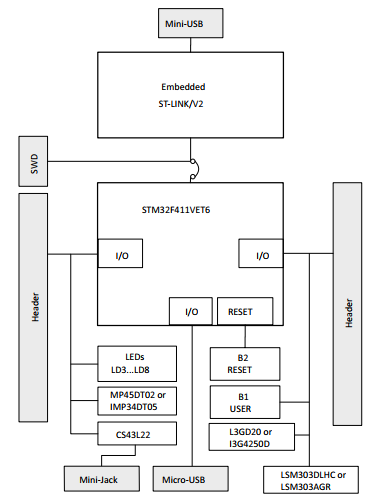 Mini-USB
Embedded
ST-LINK/V2
SWD
STM32F411VET6
I/O
I/O
Header
Header
I/O
RESET
LEDs
LD3...LD8
B2
RESET
MP45DT02 or
IMP34DT05
B1
USER
CS43L22
L3GD20 or
I3G4250D
Mini-Jack
Micro-USB
LSM303DLHC or
LSM303AGR